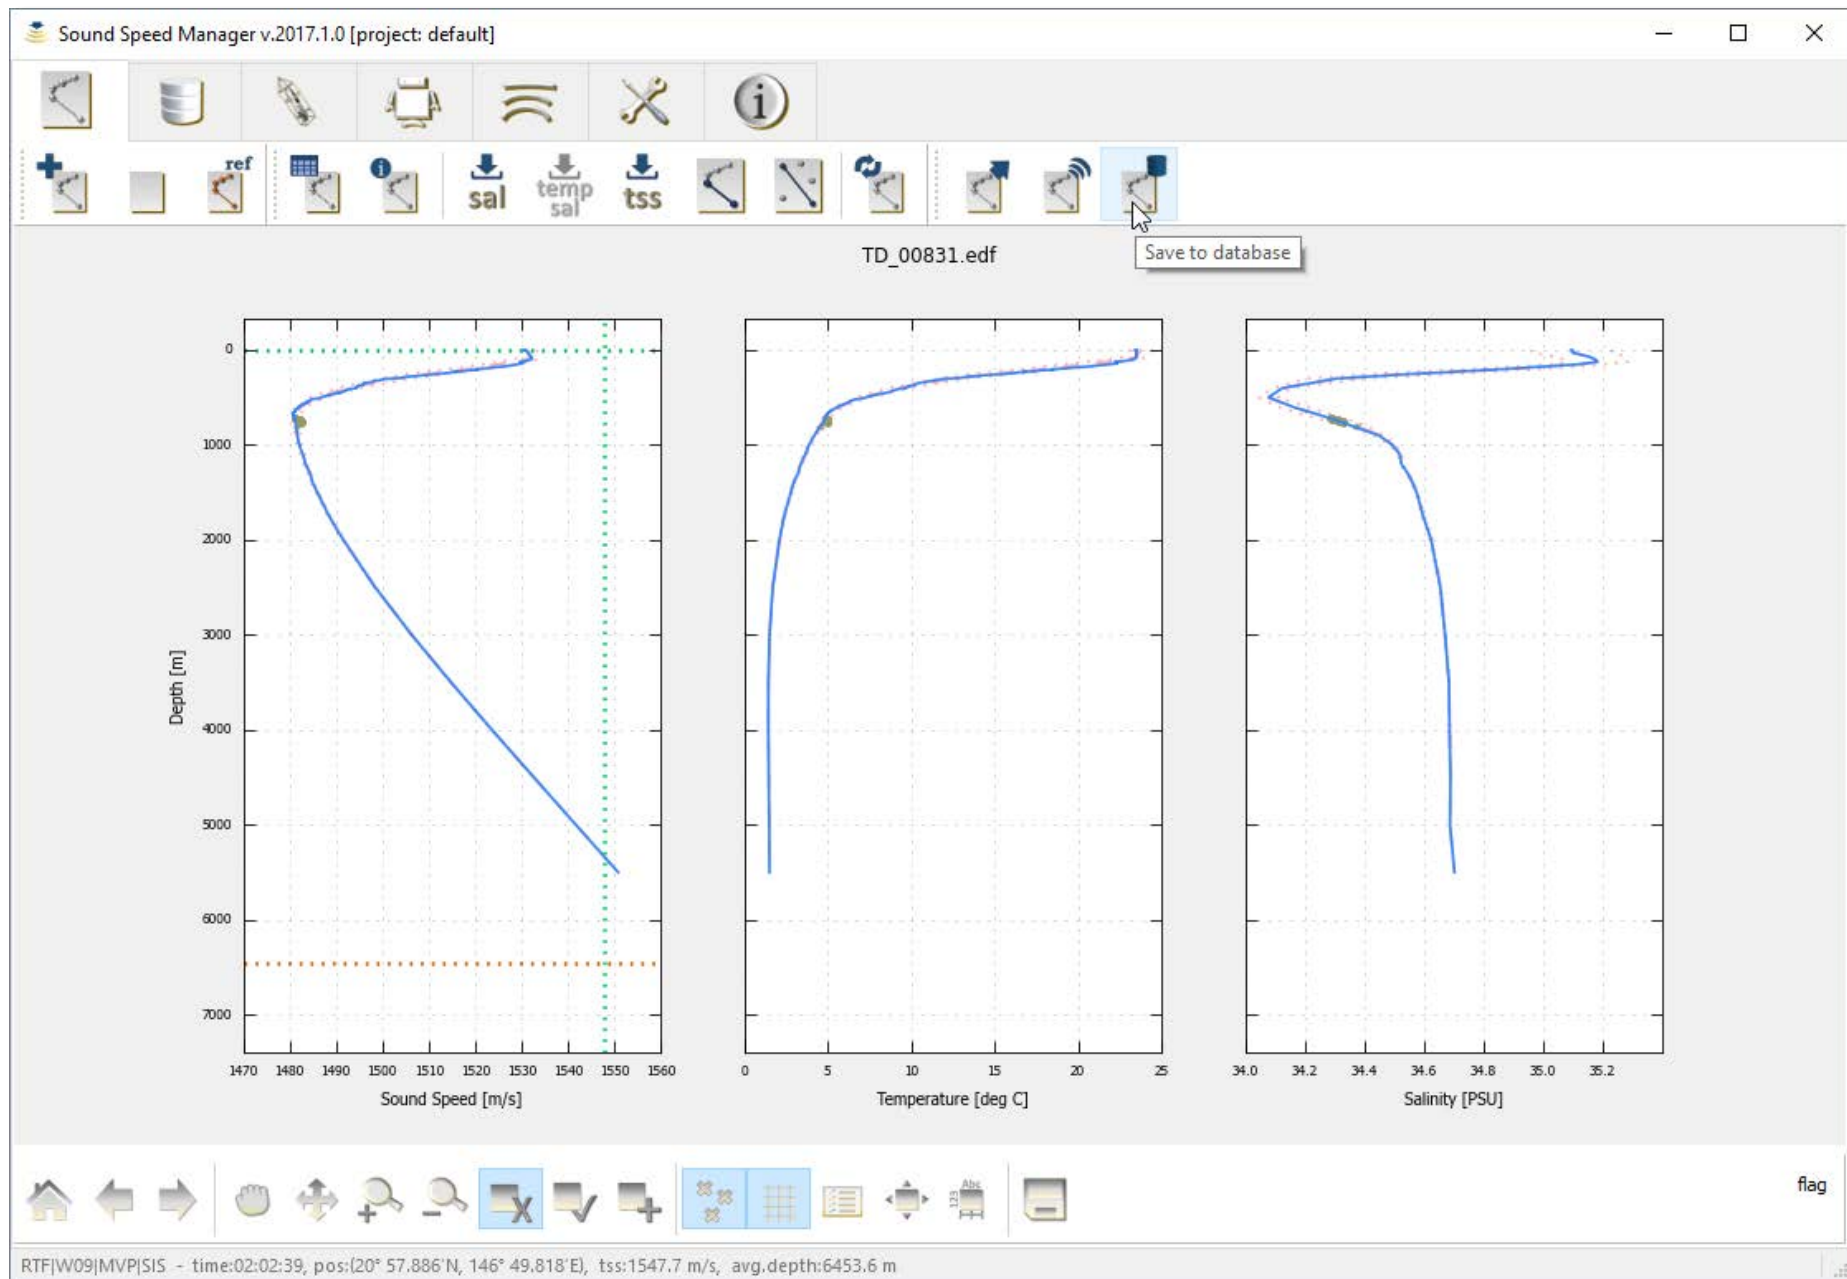 Sound Speed Manager v.2017.1.0 [project: default]
i
ref
i
sal
temp
sal
tss
Save to database
TD_00831.edf
0
1000
2000
3000
4000
5000
6000
7000
Depth [m]
1470 1480 1490 1500 1510 1520 1530 1540 1550 1560
Sound Speed [m/s]
0 5 10 15 20 25
Temperature [deg C]
34.0 34.2 34.4 34.6 34.8 35.0 35.2
Salinity [PSU]
X
123
Abc
flag
RTF|W09|MVP|SIS - time:02:02:39, pos:(20° 57.886'N, 146° 49.818'E), tss:1547.7 m/s, avg.depth:6453.6 m